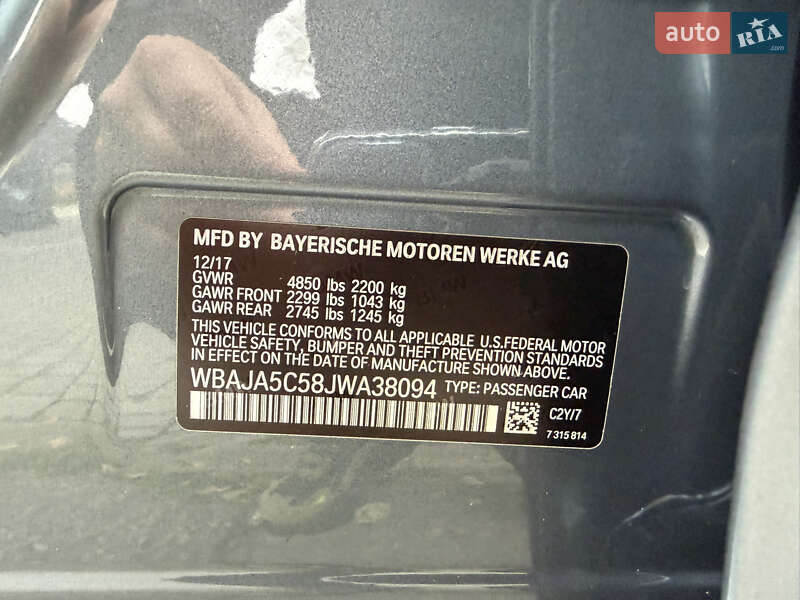 auto RIA
.com
MFD BY BAYERISCHE MOTOREN WERKE AG
12/17
GVWR 4850 lbs 2200 kg
GAWR FRONT 2299 lbs 1043 kg
GAWR REAR 2745 lbs 1245 kg
THIS VEHICLE CONFORMS TO ALL APPLICABLE U.S.FEDERAL MOTOR
VEHICLE SAFETY, BUMPER AND THEFT PREVENTION STANDARDS
IN EFFECT ON THE DATE OF MANUFACTURE SHOWN ABOVE.
WBAJA5C58JWA38094 TYPE: PASSENGER CAR
C2Y/7
7 315 814